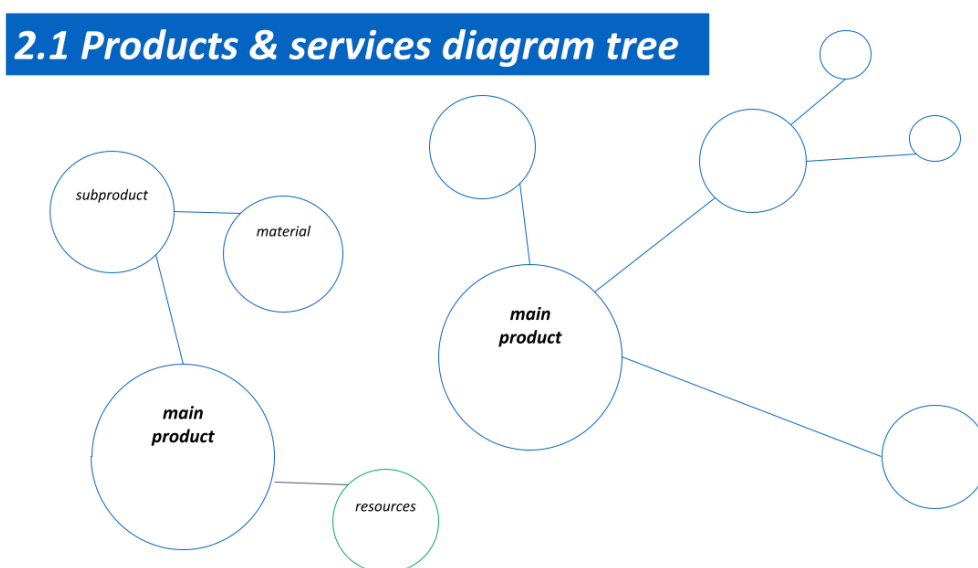 2.1 Products & services diagram tree
subproduct
material
main
product
resources
main
product